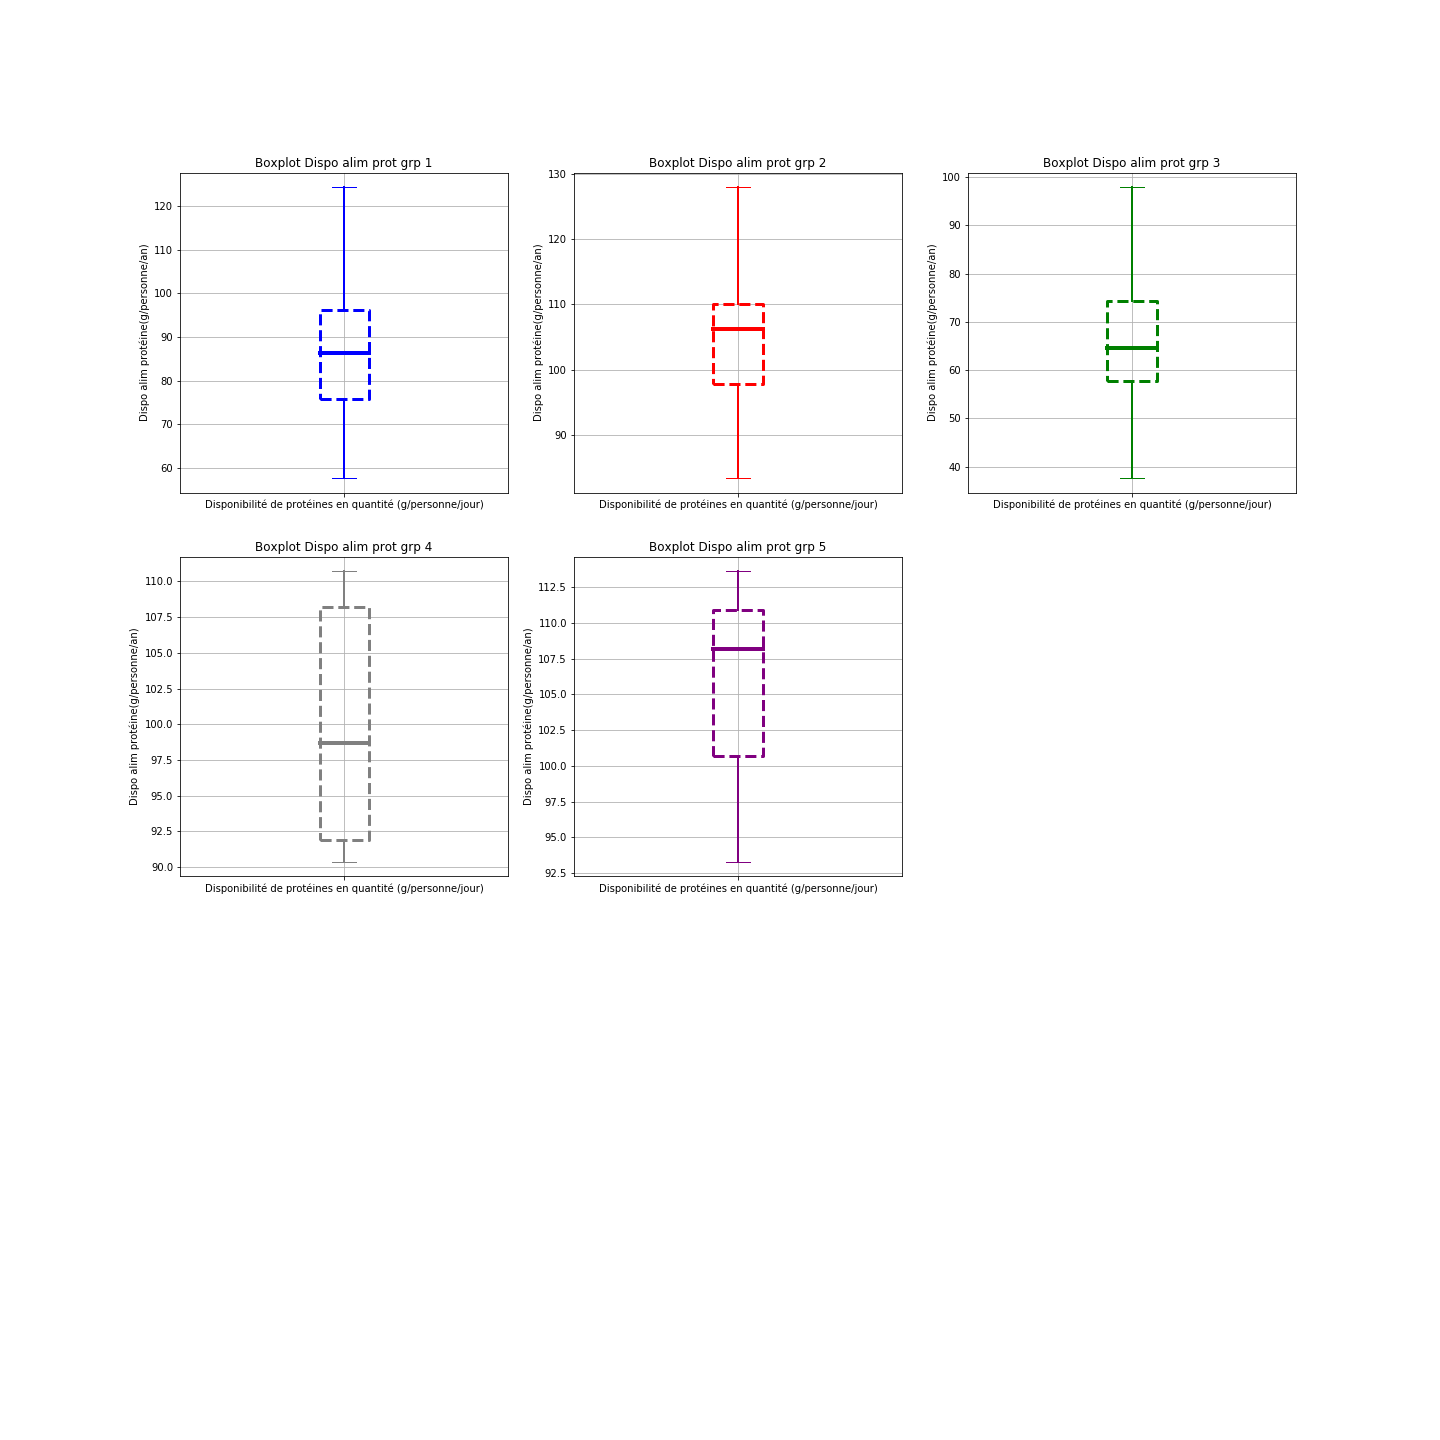 Boxplot Dispo alim prot grp 1
Dispo alim protéine(g/personne/an)
120
110
100
90
80
70
60
Disponibilité de protéines en quantité (g/personne/jour)
Boxplot Dispo alim prot grp 2
Dispo alim protéine(g/personne/an)
130
120
110
100
90
Disponibilité de protéines en quantité (g/personne/jour)
Boxplot Dispo alim prot grp 3
Dispo alim protéine(g/personne/an)
100
90
80
70
60
50
40
Disponibilité de protéines en quantité (g/personne/jour)
Boxplot Dispo alim prot grp 4
Dispo alim protéine(g/personne/an)
110.0
107.5
105.0
102.5
100.0
97.5
95.0
92.5
90.0
Disponibilité de protéines en quantité (g/personne/jour)
Boxplot Dispo alim prot grp 5
Dispo alim protéine(g/personne/an)
112.5
110.0
107.5
105.0
102.5
100.0
97.5
95.0
92.5
Disponibilité de protéines en quantité (g/personne/jour)